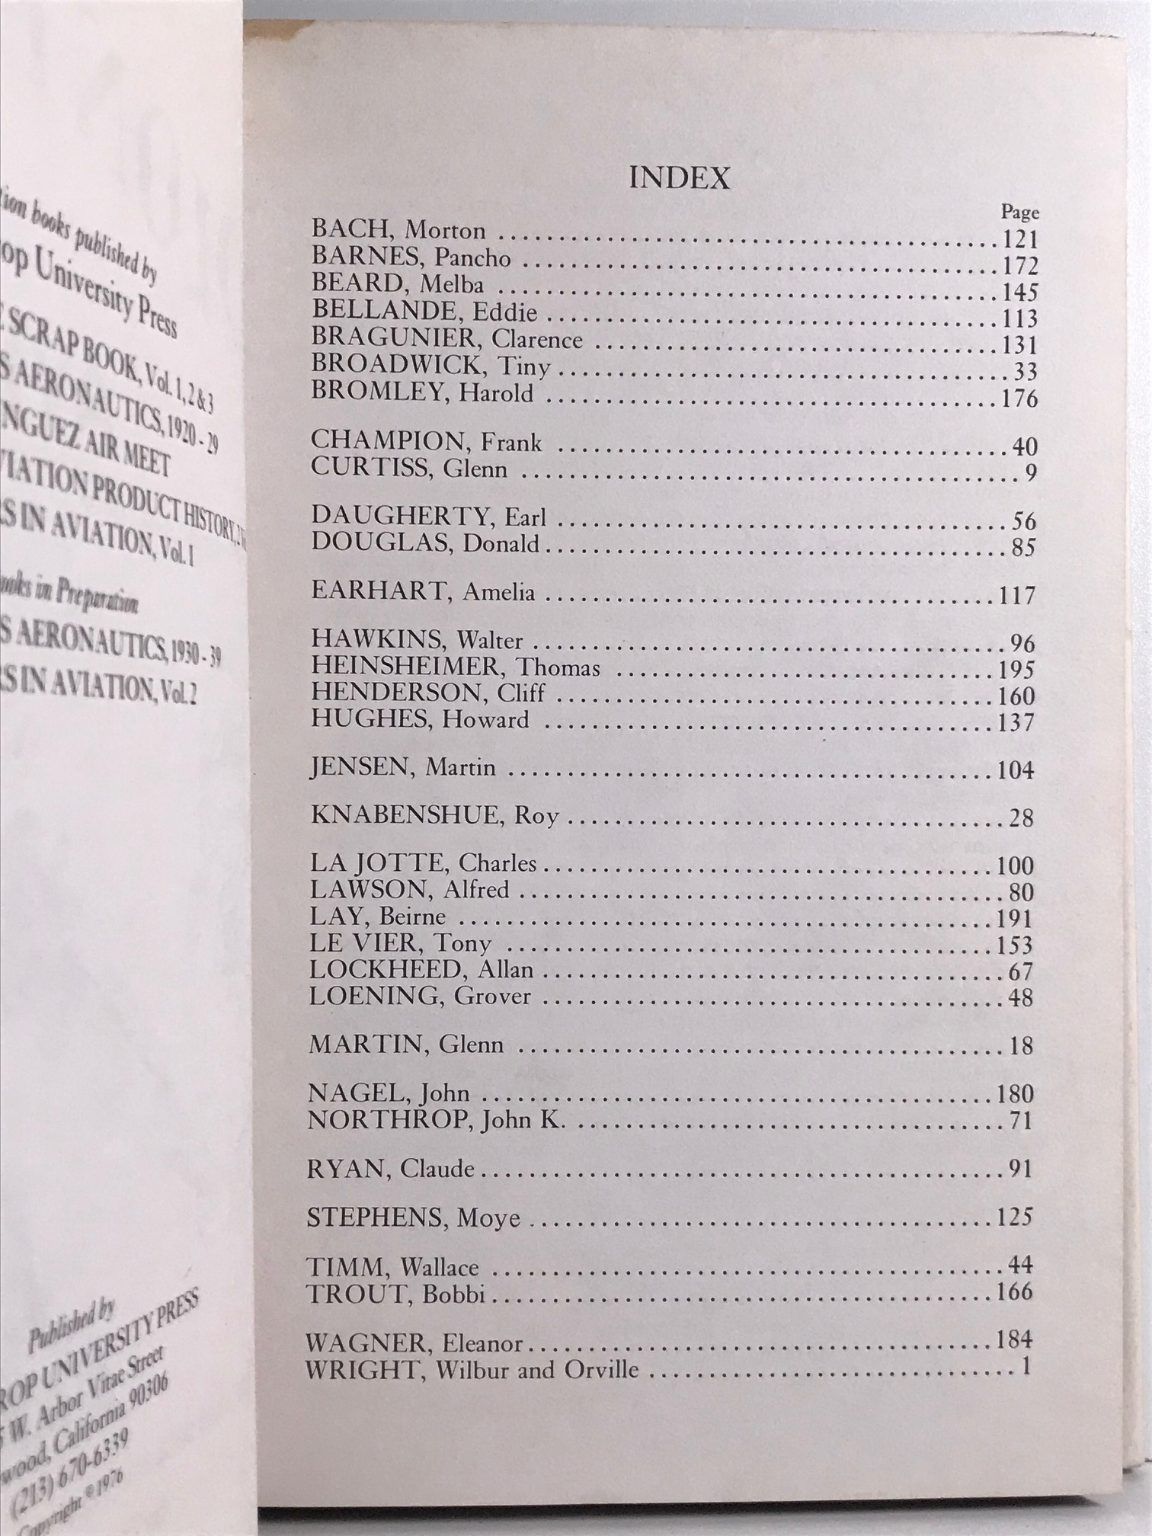 books published by
University Press
SCRAP BOOK, Vol. 1, 2 & 3
AERONAUTICS, 1920 - 29
AIR MEET
PRODUCT HISTORY,
IN AVIATION, Vol. 1
in Preparation
AERONAUTICS, 1930 - 39
IN AVIATION, Vol. 2
Published by
UNIVERSITY PRESS
W. Arbor Vitae Street
California 90306
(213) 670-6339
Copyright © 1976
INDEX
Page
BACH, Morton ........................................ 121
BARNES, Pancho ........................................ 172
BEARD, Melba ........................................ 145
BELLANDE, Eddie ........................................ 113
BRAGUNIER, Clarence ........................................ 131
BROADWICK, Tiny ........................................ 33
BROMLEY, Harold ........................................ 176
CHAMPION, Frank ........................................ 40
CURTISS, Glenn ........................................ 9
DAUGHERTY, Earl ........................................ 56
DOUGLAS, Donald ........................................ 85
EARHART, Amelia ........................................ 117
HAWKINS, Walter ........................................ 96
HEINSHEIMER, Thomas ........................................ 195
HENDERSON, Cliff ........................................ 160
HUGHES, Howard ........................................ 137
JENSEN, Martin ........................................ 104
KNABENSHUE, Roy ........................................ 28
LA JOTTE, Charles ........................................ 100
LAWSON, Alfred ........................................ 80
LAY, Beirne ........................................ 191
LE VIER, Tony ........................................ 153
LOCKHEED, Allan ........................................ 67
LOENING, Grover ........................................ 48
MARTIN, Glenn ........................................ 18
NAGEL, John ........................................ 180
NORTHROP, John K. ........................................ 71
RYAN, Claude ........................................ 91
STEPHENS, Moye ........................................ 125
TIMM, Wallace ........................................ 44
TROUT, Bobbi ........................................ 166
WAGNER, Eleanor ........................................ 184
WRIGHT, Wilbur and Orville ........................................ 1